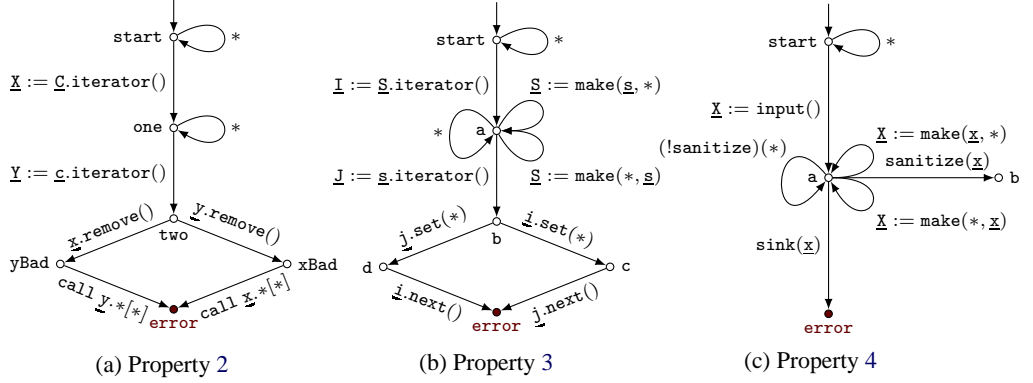 start
*
X := C.iterator()
one
*
Y := c.iterator()
x.remove()
y.remove()
two
yBad
xBad
call y.*[*]
call x.*[*]
error
(a) Property 2
start
*
I := S.iterator()
S := make(s, *)
*
a
J := s.iterator()
S := make(*, s)
j.set(*)
i.set(*)
b
d
c
i.next()
j.next()
error
(b) Property 3
start
*
X := input()
(!sanitize)(*)
X := make(x, *)
sanitize(x)
a
b
X := make(*, x)
sink(x)
error
(c) Property 4